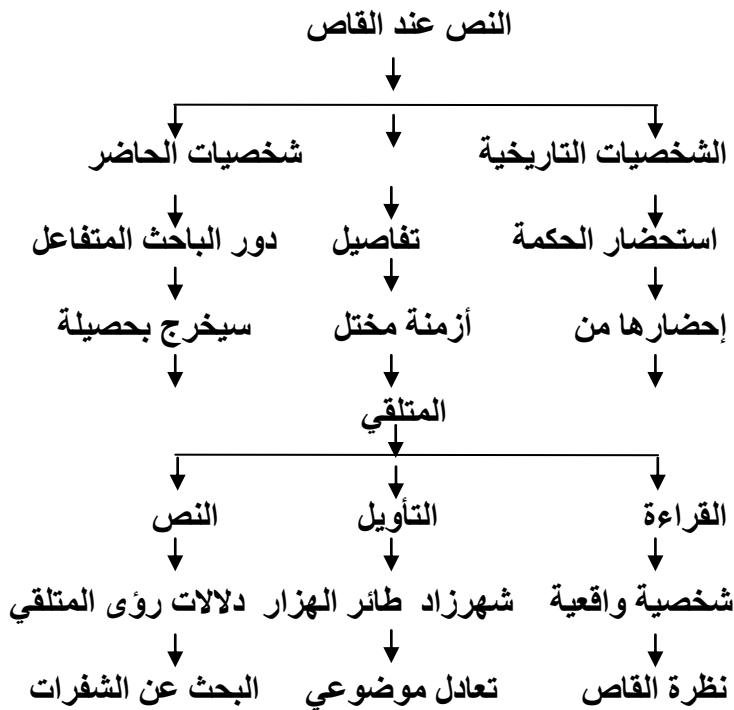 النص عند القاص
الشخصيات التاريخية شخصيات الحاضر
استحضار الحكمة تفاصيل دور الباحث المتفاعل
إحضارها من أزمنة مختل سيخرج بحصيلة
المتلقي
القراءة التأويل النص
شخصية واقعية شهرزاد طائر الهزار دلالات رؤى المتلقي
نظرة القاص تعادل موضوعي البحث عن الشفرات